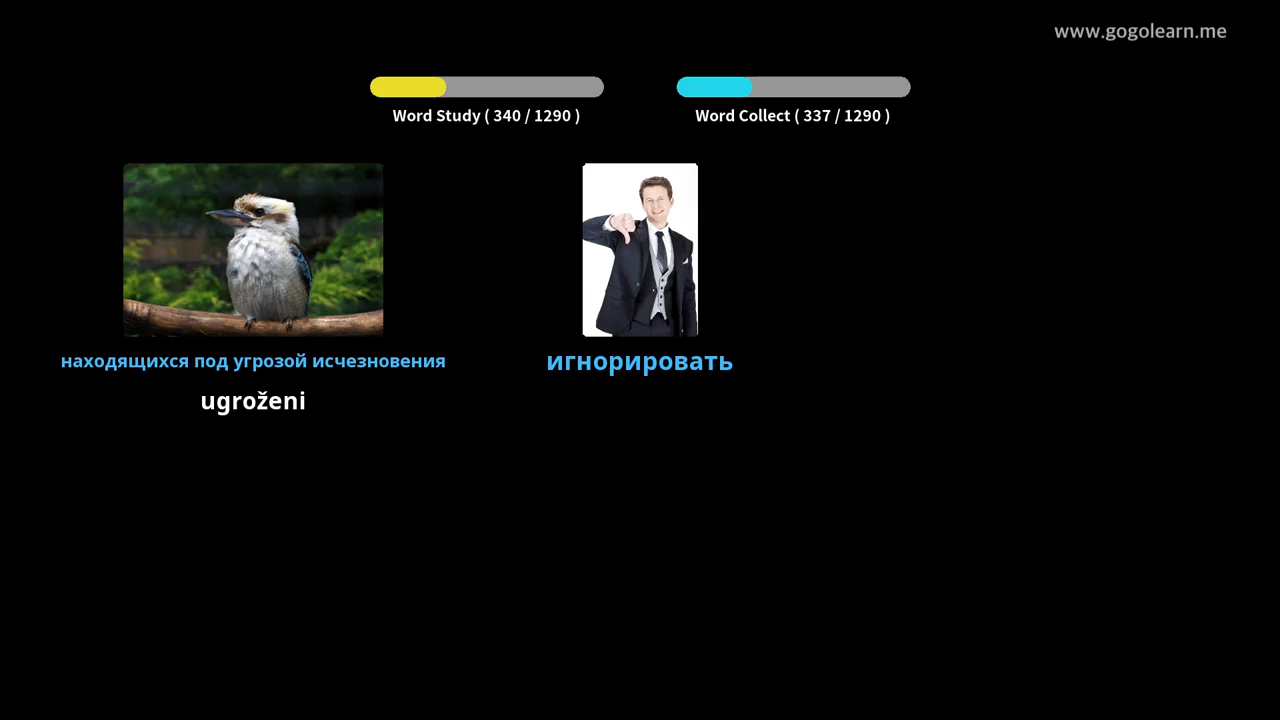 www.gogolearn.me
Word Study ( 340 / 1290 )
Word Collect ( 337 / 1290 )
находящихся под угрозой исчезновения
игнорировать
ugroženi